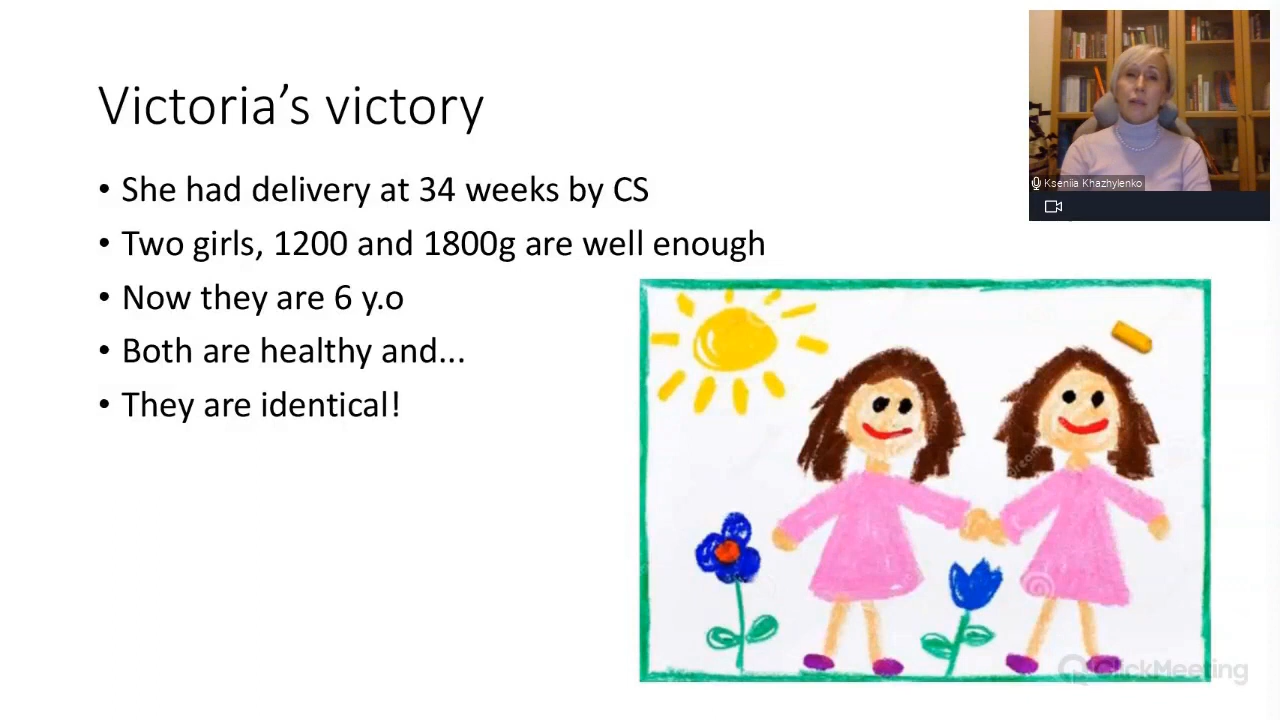 Victoria’s victory
• She had delivery at 34 weeks by CS
• Two girls, 1200 and 1800g are well enough
• Now they are 6 y.o
• Both are healthy and...
• They are identical!
Kseniia Khazhylenko
ClickMeeting